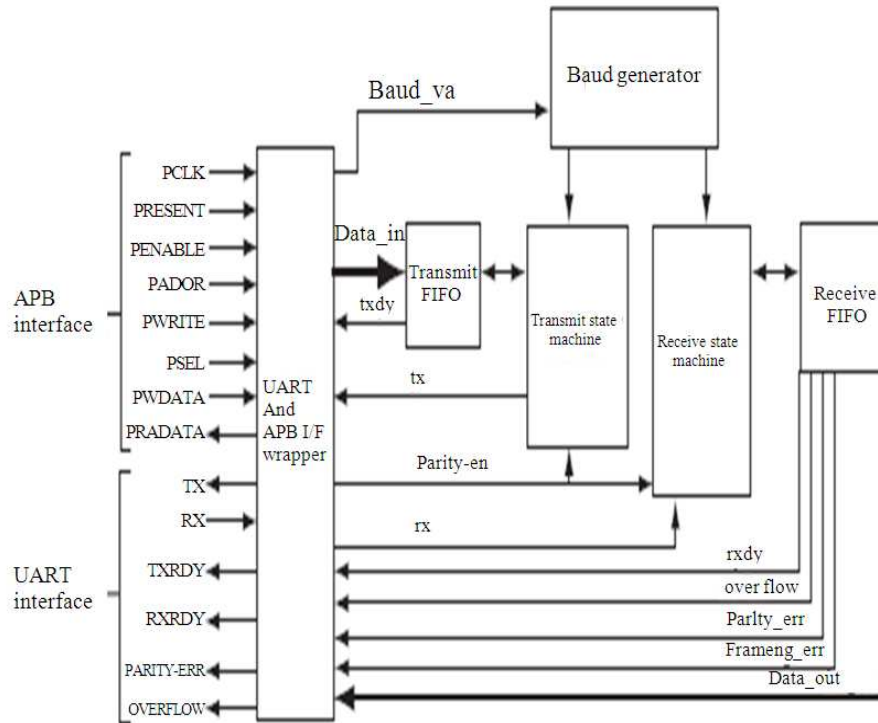 Baud generator
Baud_va
APB
interface
PCLK
PRESENT
PENABLE
PADOR
PWRITE
PSEL
PWDATA
PRADATA
UART
interface
TX
RX
TXRDY
RXRDY
PARITY-ERR
OVERFLOW
UART
And
APB I/F
wrapper
Data_in
txdy
Transmit
FIFO
tx
Transmit state
machine
Receive state
machine
Receive
FIFO
Parity-en
rx
rxdy
over flow
Parlty_err
Frameng_err
Data_out